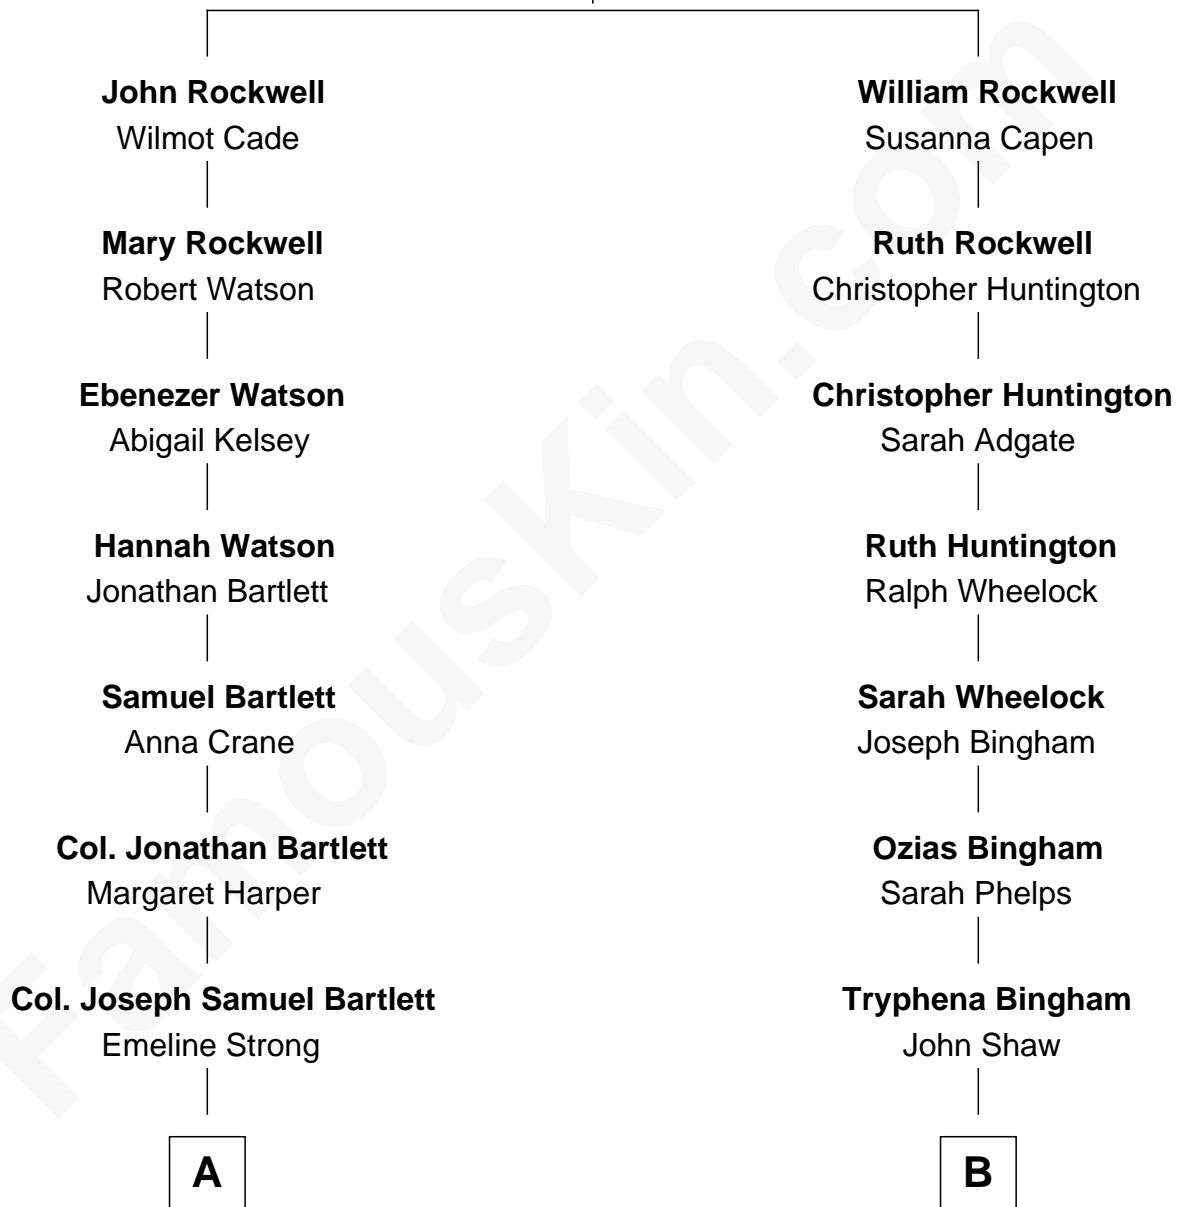 John Rockwell
Wilmot Cade
Mary Rockwell
Robert Watson
Ebenezer Watson
Abigail Kelsey
Hannah Watson
Jonathan Bartlett
Samuel Bartlett
Anna Crane
Col. Jonathan Bartlett
Margaret Harper
Col. Joseph Samuel Bartlett
Emeline Strong
A
William Rockwell
Susanna Capen
Ruth Rockwell
Christopher Huntington
Christopher Huntington
Sarah Adgate
Ruth Huntington
Ralph Wheelock
Sarah Wheelock
Joseph Bingham
Ozias Bingham
Sarah Phelps
Tryphena Bingham
John Shaw
B
FamousKin.com